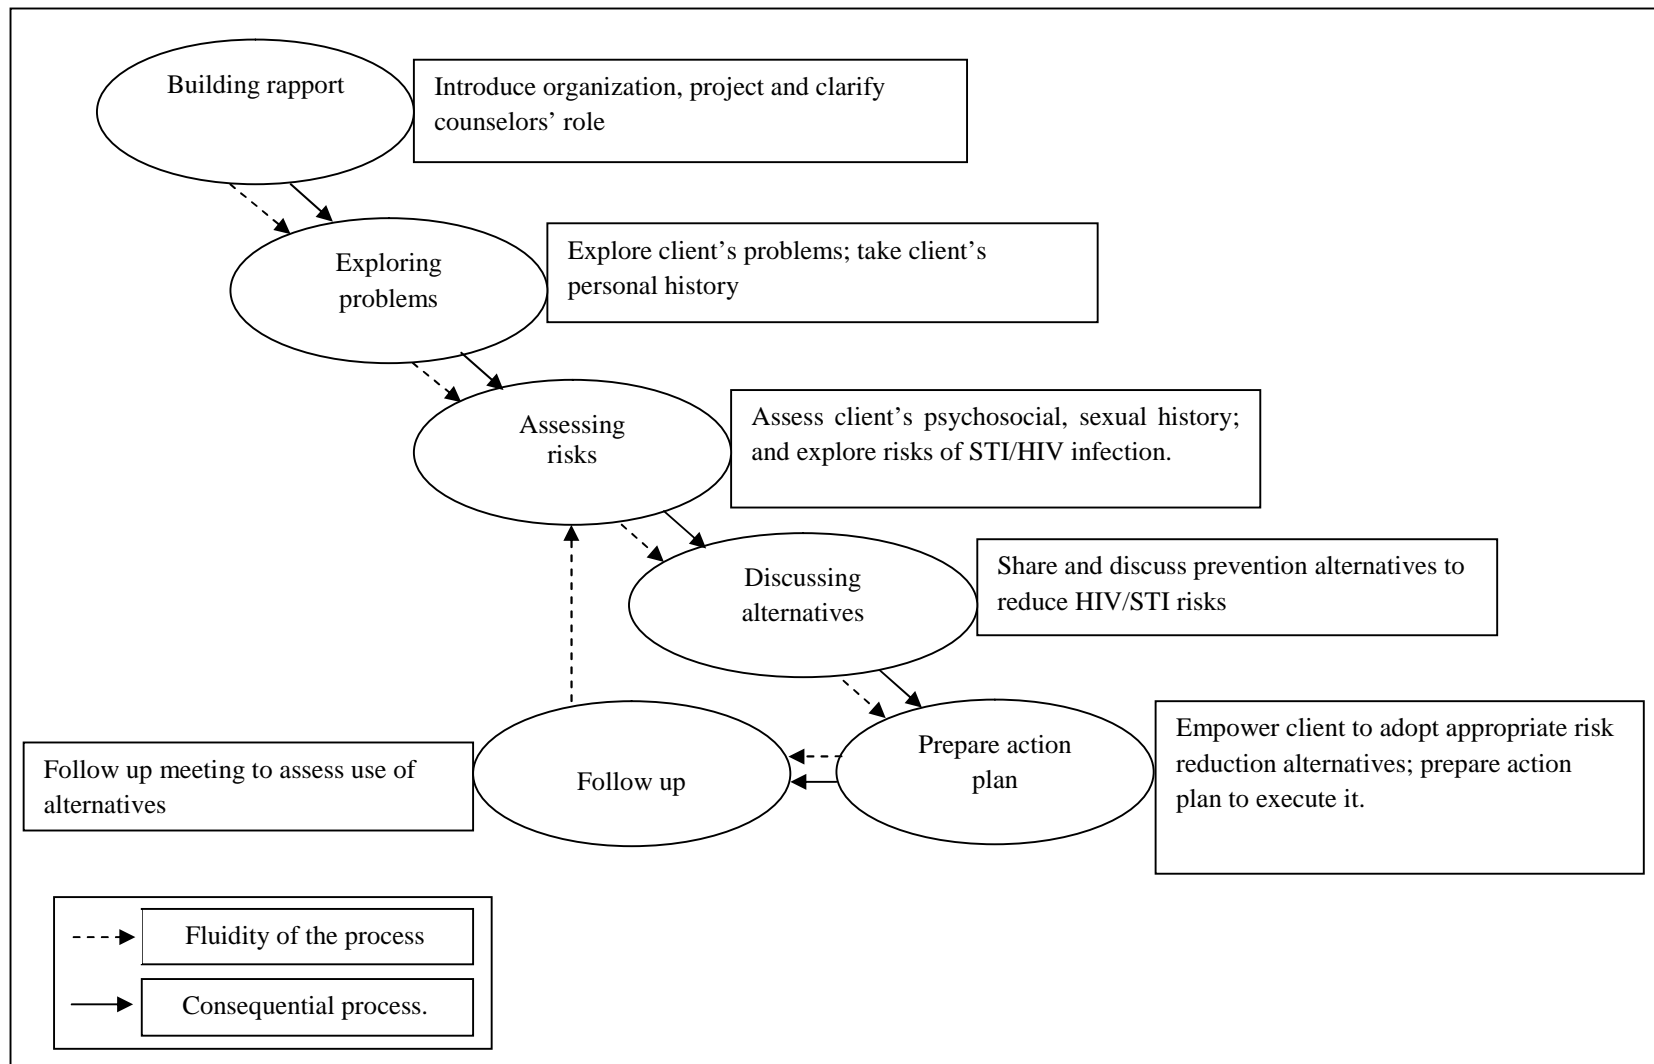 Building rapport
Introduce organization, project and clarify
counselors’ role
Exploring
problems
Explore client’s problems; take client’s
personal history
Assessing
risks
Assess client’s psychosocial, sexual history;
and explore risks of STI/HIV infection.
Discussing
alternatives
Share and discuss prevention alternatives to
reduce HIV/STI risks
Prepare action
plan
Empower client to adopt appropriate risk
reduction alternatives; prepare action
plan to execute it.
Follow up
Follow up meeting to assess use of
alternatives
Fluidity of the process
Consequential process.